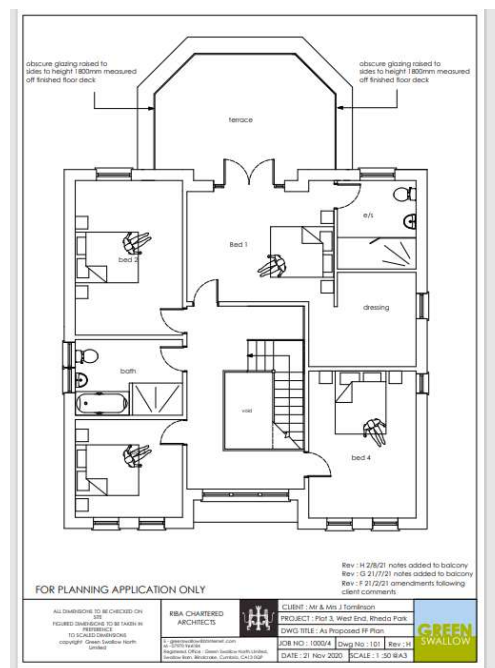 obscure glazing raised to
sides to height 1800mm measured
off finished floor deck
obscure glazing raised to
sides to height 1800mm measured
off finished floor deck
terrace
e/s
Bed 1
bed 2
dressing
bath
void
bed 4
Rev : H 2/8/21 notes added to balcony
Rev : G 21/7/21 notes added to balcony
Rev : F 21/2/21 amendments following
client comments
FOR PLANNING APPLICATION ONLY
ALL DIMENSIONS TO BE CHECKED ON
SITE
FIGURED DIMENSIONS TO BE TAKEN IN
PREFERENCE
TO SCALED DIMENSIONS
copyright Green Swallow North
Limited
RIBA CHARTERED
ARCHITECTS
Registered Office : Green Swallow North Limited,
CLIENT : Mr & Mrs J Tomlinson
PROJECT : Plot 3, West End, Rheda Park
DWG TITLE : As Proposed FF Plan
JOB NO : 1000/4 Dwg No : 101 Rev : H
DATE : 21 Nov 2020 SCALE : 1 :50 @A3
GREEN
SWALLOW